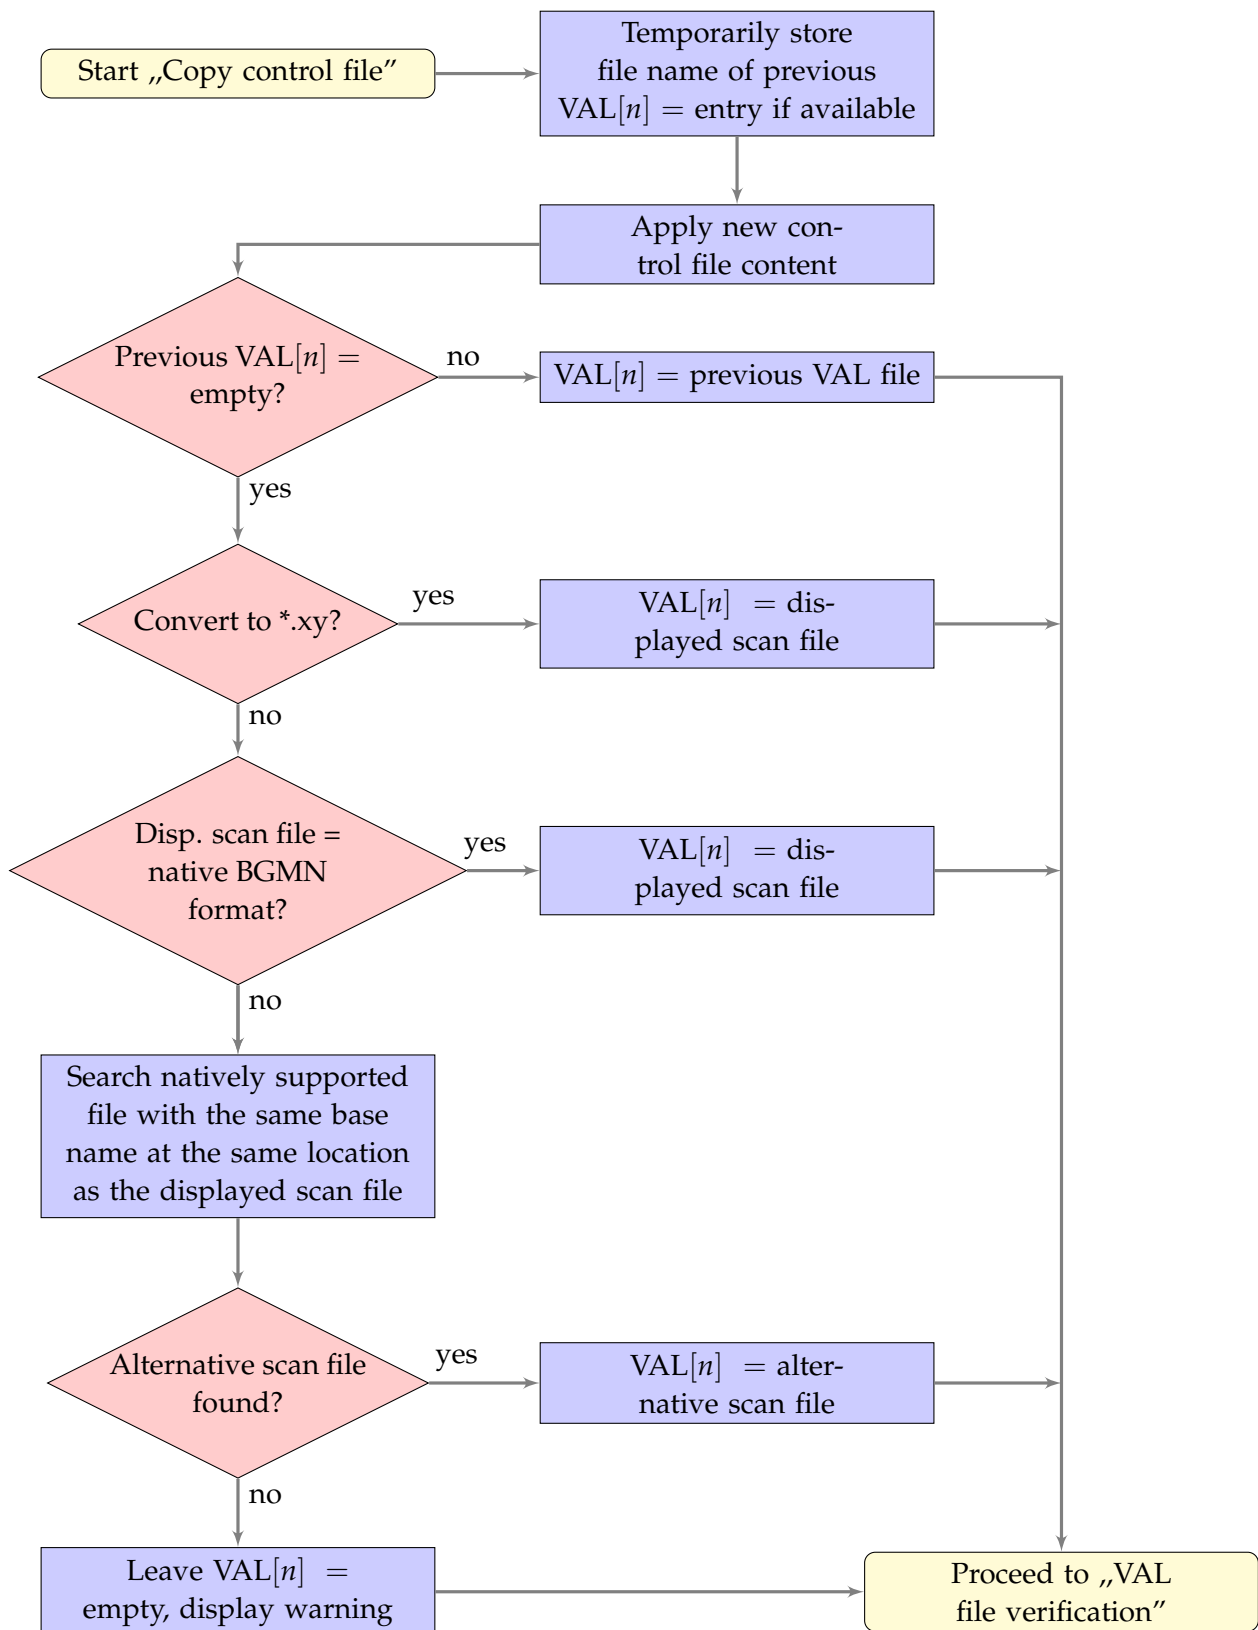 Start „Copy control file”
Temporarily store
file name of previous
VAL[n] = entry if available
Apply new con-
trol file content
Previous VAL[n] =
empty?
no
VAL[n] = previous VAL file
yes
Convert to *.xy?
yes
VAL[n] = dis-
played scan file
no
Disp. scan file =
native BGMN
format?
yes
VAL[n] = dis-
played scan file
no
Search natively supported
file with the same base
name at the same location
as the displayed scan file
Alternative scan file
found?
yes
VAL[n] = alter-
native scan file
no
Leave VAL[n] =
empty, display warning
Proceed to „VAL
file verification”